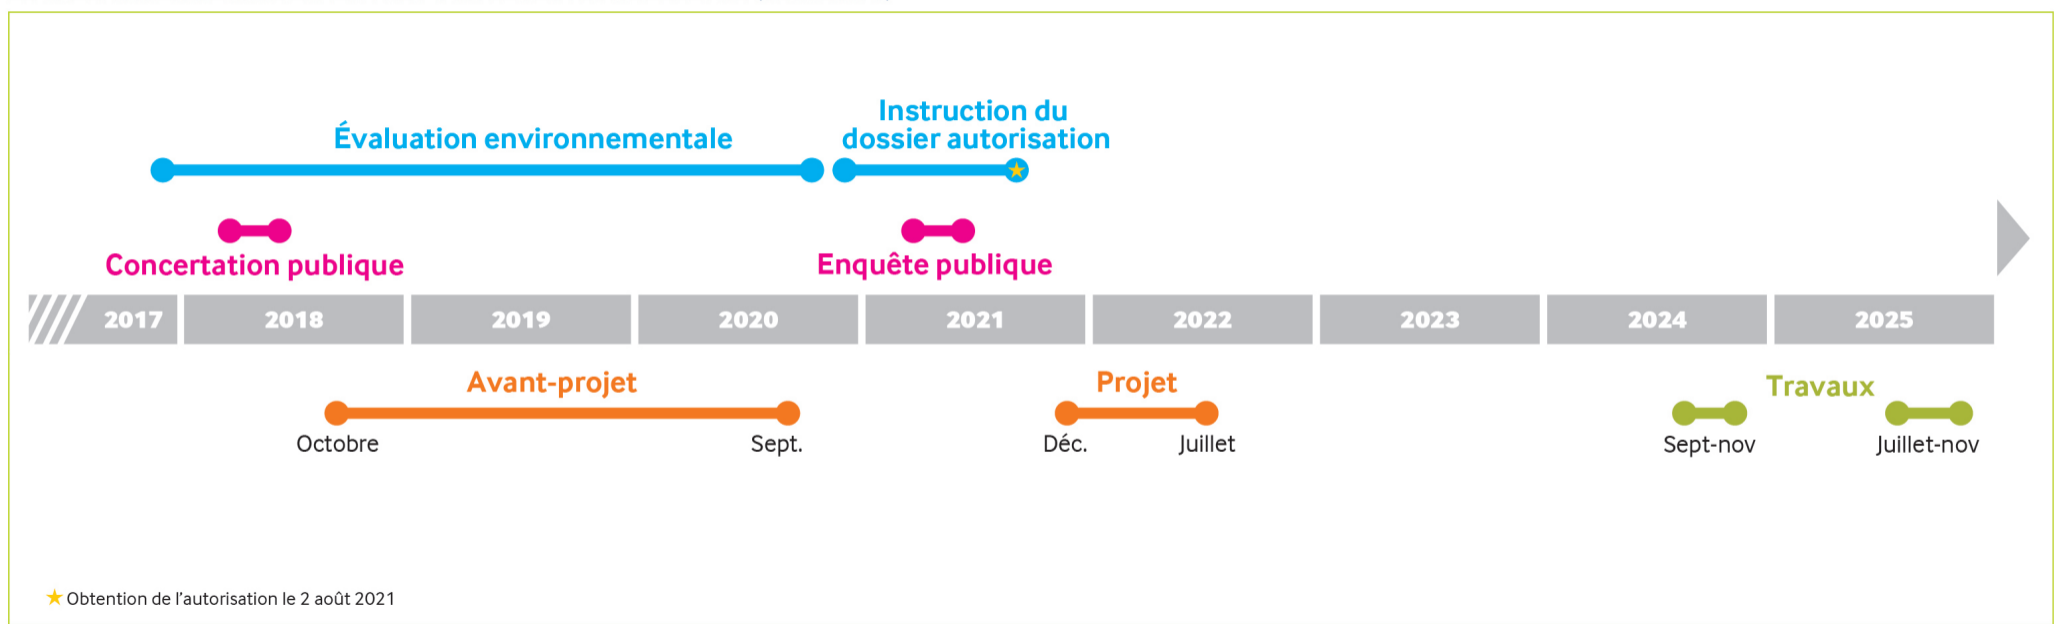 Instruction du
dossier autorisation
Évaluation environnementale
Concertation publique
Enquête publique
2017 2018 2019 2020 2021 2022 2023 2024 2025
Avant-projet
Projet
Travaux
Octobre
Sept.
Déc.
Juillet
Sept-nov
Juillet-nov
Obtention de l'autorisation le 2 août 2021